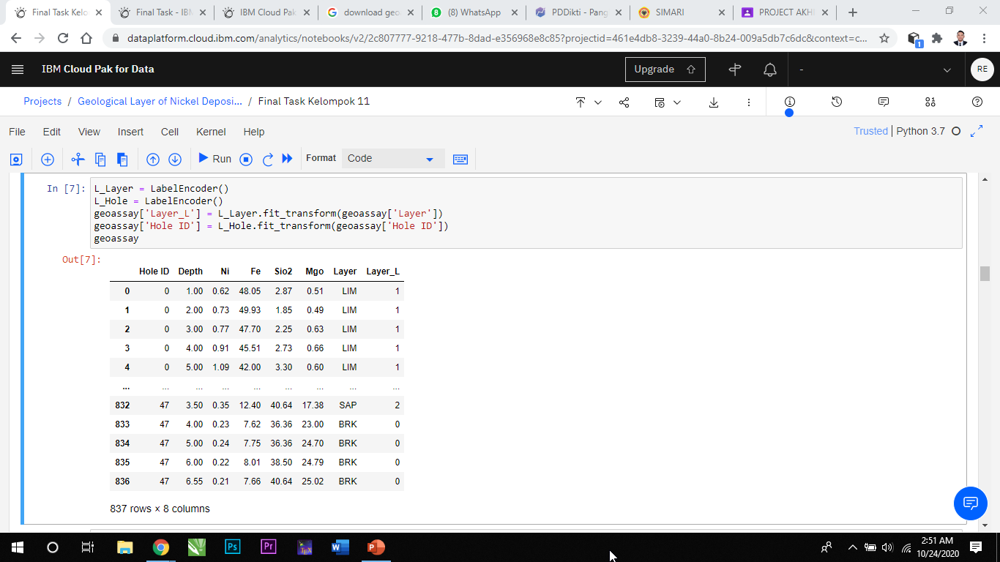 Final Task Kelo
Final Task - IBM
IBM Cloud Pak
download geo
(8) WhatsApp
PDDikti - Pang
SIMARI
PROJECT AKHI
dataplatform.cloud.ibm.com/analytics/notebooks/v2/2c807777-9218-477b-8dad-e356968e8c85?projectid=461e4db8-3239-44a0-8b24-009a5db7c6dc&context=c...
1
IBM Cloud Pak for Data
Upgrade
-
RE
Projects / Geological Layer of Nickel Deposi... / Final Task Kelompok 11
File Edit View Insert Cell Kernel Help
Trusted | Python 3.7
Run
Format
Code
In [7]:
L_Layer = LabelEncoder()
L_Hole = LabelEncoder()
geoassay['Layer_L'] = L_Layer.fit_transform(geoassay['Layer'])
geoassay['Hole ID'] = L_Hole.fit_transform(geoassay['Hole ID'])
geoassay
Out[7]:
Hole ID Depth Ni Fe Sio2 Mgo Layer Layer_L
0 0 1.00 0.62 48.05 2.87 0.51 LIM 1
1 0 2.00 0.73 49.93 1.85 0.49 LIM 1
2 0 3.00 0.77 47.70 2.25 0.63 LIM 1
3 0 4.00 0.91 45.51 2.73 0.66 LIM 1
4 0 5.00 1.09 42.00 3.30 0.60 LIM 1
... ... ... ... ... ... ... ... ...
832 47 3.50 0.35 12.40 40.64 17.38 SAP 2
833 47 4.00 0.23 7.62 36.36 23.00 BRK 0
834 47 5.00 0.24 7.75 36.36 24.70 BRK 0
835 47 6.00 0.22 8.01 38.50 24.79 BRK 0
836 47 6.55 0.21 7.66 40.64 25.02 BRK 0
837 rows × 8 columns
Ps
Pr
TEX
W
P
2:51 AM
10/24/2020